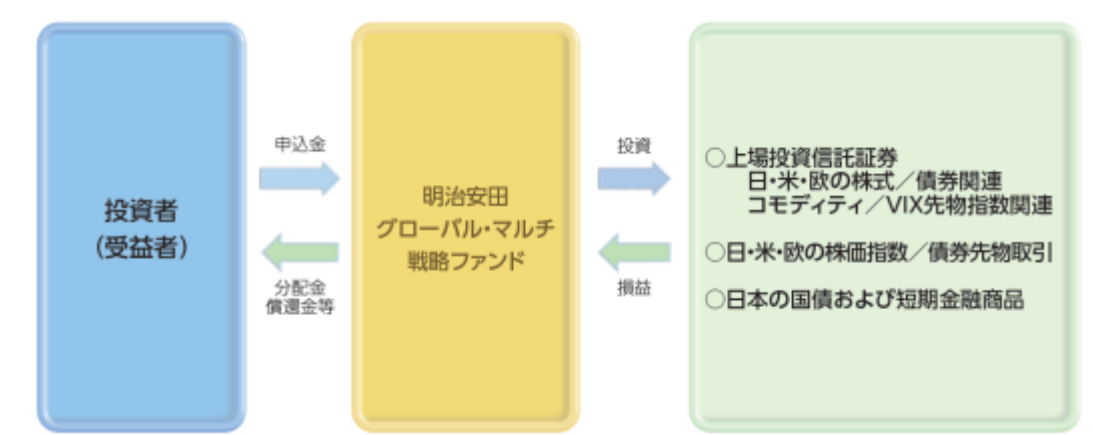 投資者
(受益者)
申込金
分配金
償還金等
明治安田
グローバル・マルチ
戦略ファンド
投資
損益
○上場投資信託証券
日・米・欧の株式／債券関連
コモディティ／VIX先物指数関連
○日・米・欧の株価指数／債券先物取引
○日本の国債および短期金融商品